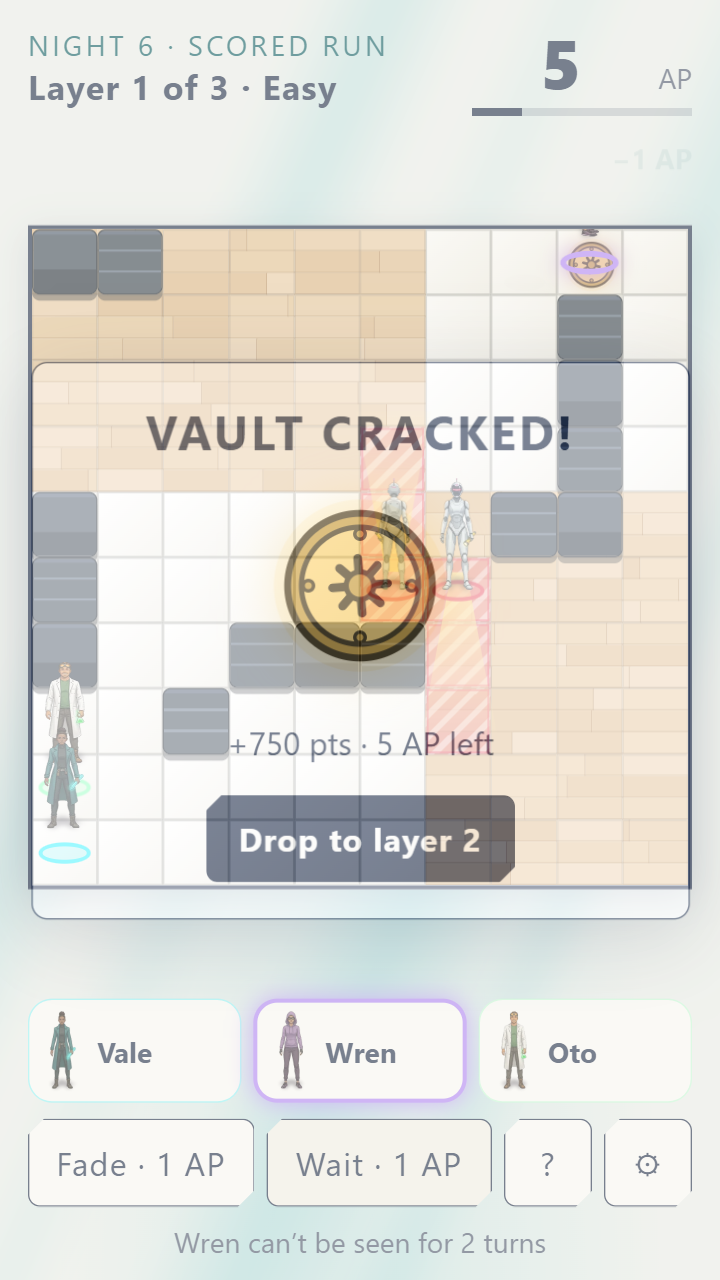 NIGHT 6 · SCORED RUN
Layer 1 of 3 · Easy
5 AP
−1 AP
VAULT CRACKED!
+750 pts · 5 AP left
Drop to layer 2
Vale
Wren
Oto
Fade · 1 AP
Wait · 1 AP
?
Wren can’t be seen for 2 turns